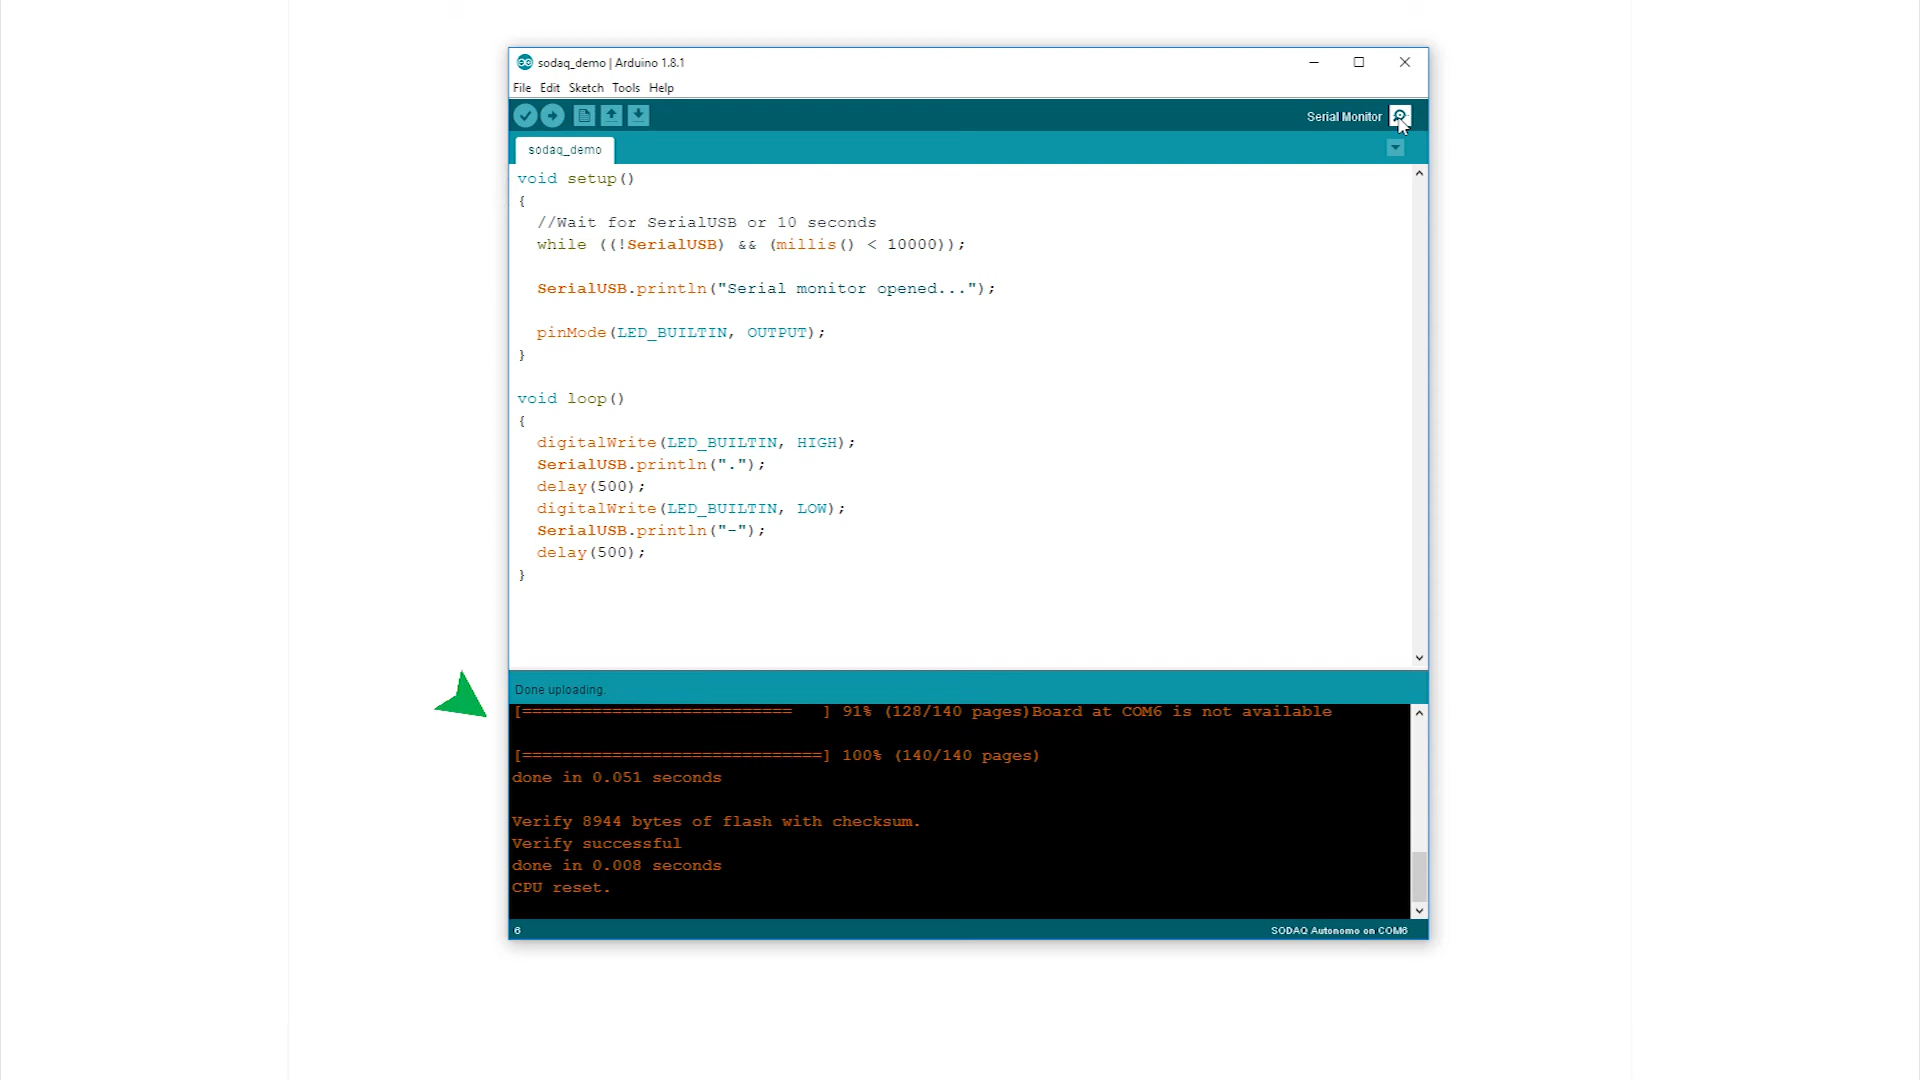 sodaq_demo | Arduino 1.8.1
File Edit Sketch Tools Help
Serial Monitor
sodaq_demo
void setup()
{
  //Wait for SerialUSB or 10 seconds
  while ((!SerialUSB) && (millis() < 10000));
  SerialUSB.println("Serial monitor opened...");
  pinMode(LED_BUILTIN, OUTPUT);
}
void loop()
{
  digitalWrite(LED_BUILTIN, HIGH);
  SerialUSB.println(".");
  delay(500);
  digitalWrite(LED_BUILTIN, LOW);
  SerialUSB.println("-");
  delay(500);
}
Done uploading.
[===========================   ] 91% (128/140 pages)Board at COM6 is not available
[==============================] 100% (140/140 pages)
done in 0.051 seconds
Verify 8944 bytes of flash with checksum.
Verify successful
done in 0.008 seconds
CPU reset.
6
SODAQ Autonomo on COM6